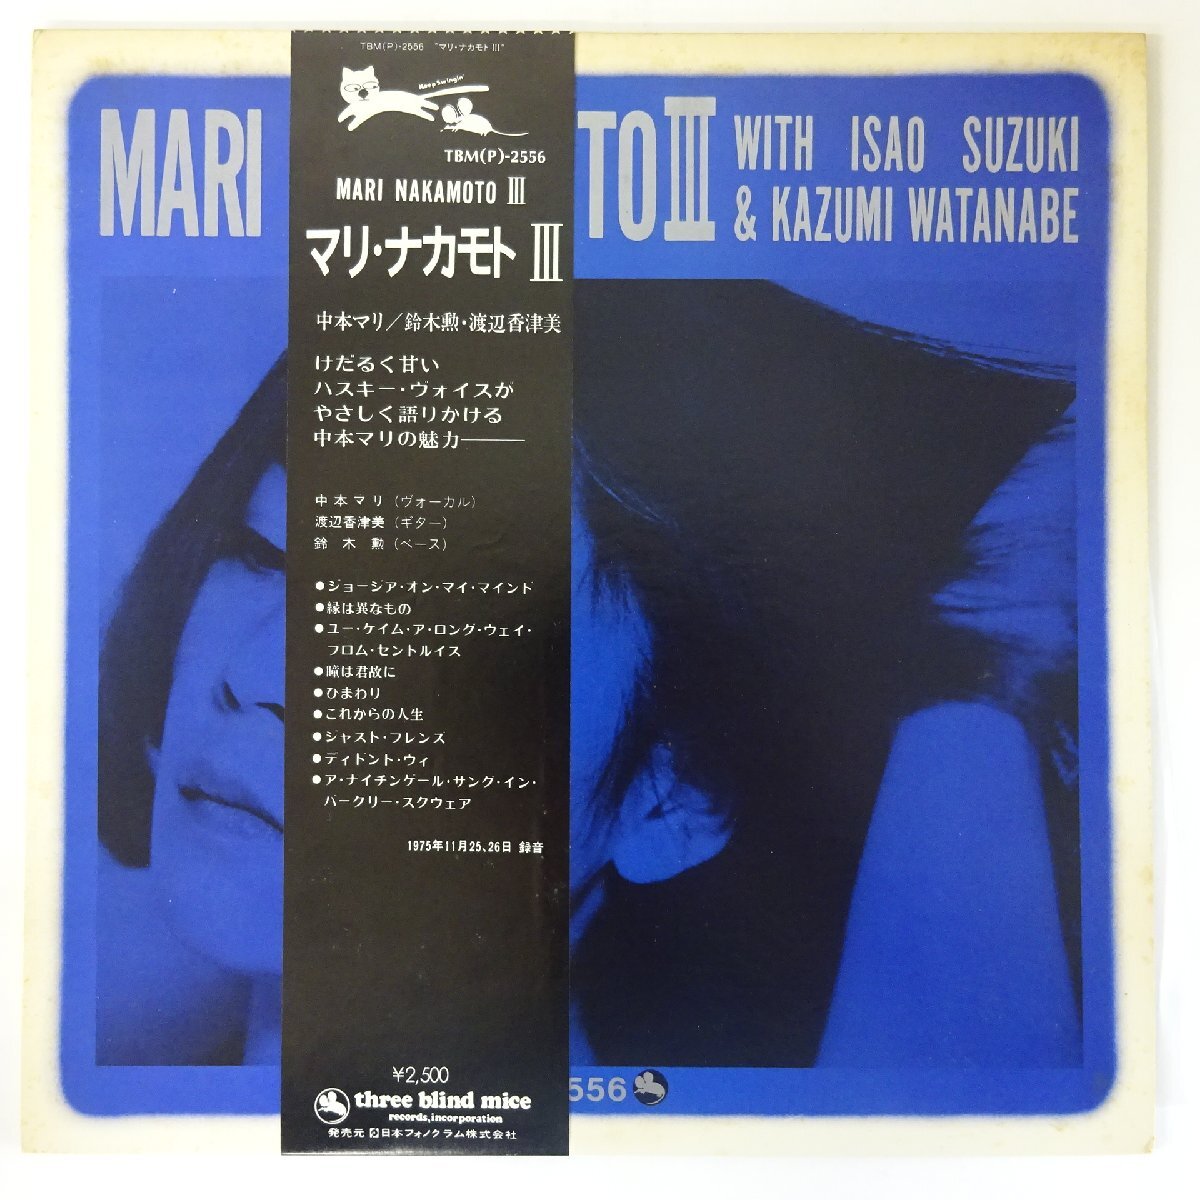 TBM(P)-2556 "マリ・ナカモト III"
Keep Swingin'
TBM(P)-2556
MARI NAKAMOTO III
マリ・ナカモト III
中本マリ/鈴木勲・渡辺香津美
けだるく甘い
ハスキー・ヴォイスが
やさしく語りかける
中本マリの魅力———
中本マリ(ヴォーカル)
渡辺香津美(ギター)
鈴木勲(ベース)
●ジョージア・オン・マイ・マインド
●縁は異なもの
●ユー・ケイム・ア・ロング・ウェイ・
フロム・セントルイス
●瞳は君故に
●ひまわり
●これからの人生
●ジャスト・フレンズ
●ディドント・ウィ
●ア・ナイチンゲール・サング・イン・
バークリー・スクウェア
1975年11月25、26日 録音
¥2,500
three blind mice
records, incorporation
発売元 日本フォノグラム株式会社
MARI TO III
WITH ISAO SUZUKI
& KAZUMI WATANABE
556